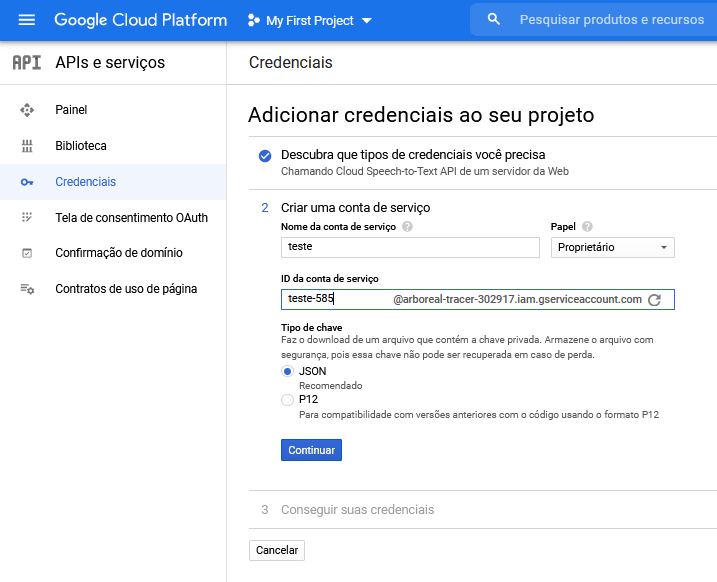 Google Cloud Platform
My First Project
Pesquisar produtos e recursos
API APIs e serviços
Credenciais
Painel
Biblioteca
Credenciais
Tela de consentimento OAuth
Confirmação de domínio
Contratos de uso de página
Adicionar credenciais ao seu projeto
Descubra que tipos de credenciais você precisa
Chamando Cloud Speech-to-Text API de um servidor da Web
2 Criar uma conta de serviço
Nome da conta de serviço ? Papel ?
teste Proprietário
ID da conta de serviço
teste-585 @arboreal-tracer-302917.iam.gserviceaccount.com
Tipo de chave
Faz o download de um arquivo que contém a chave privada. Armazene o arquivo com
segurança, pois essa chave não pode ser recuperada em caso de perda.
JSON
Recomendado
P12
Para compatibilidade com versões anteriores com o código usando o formato P12
Continuar
3 Conseguir suas credenciais
Cancelar